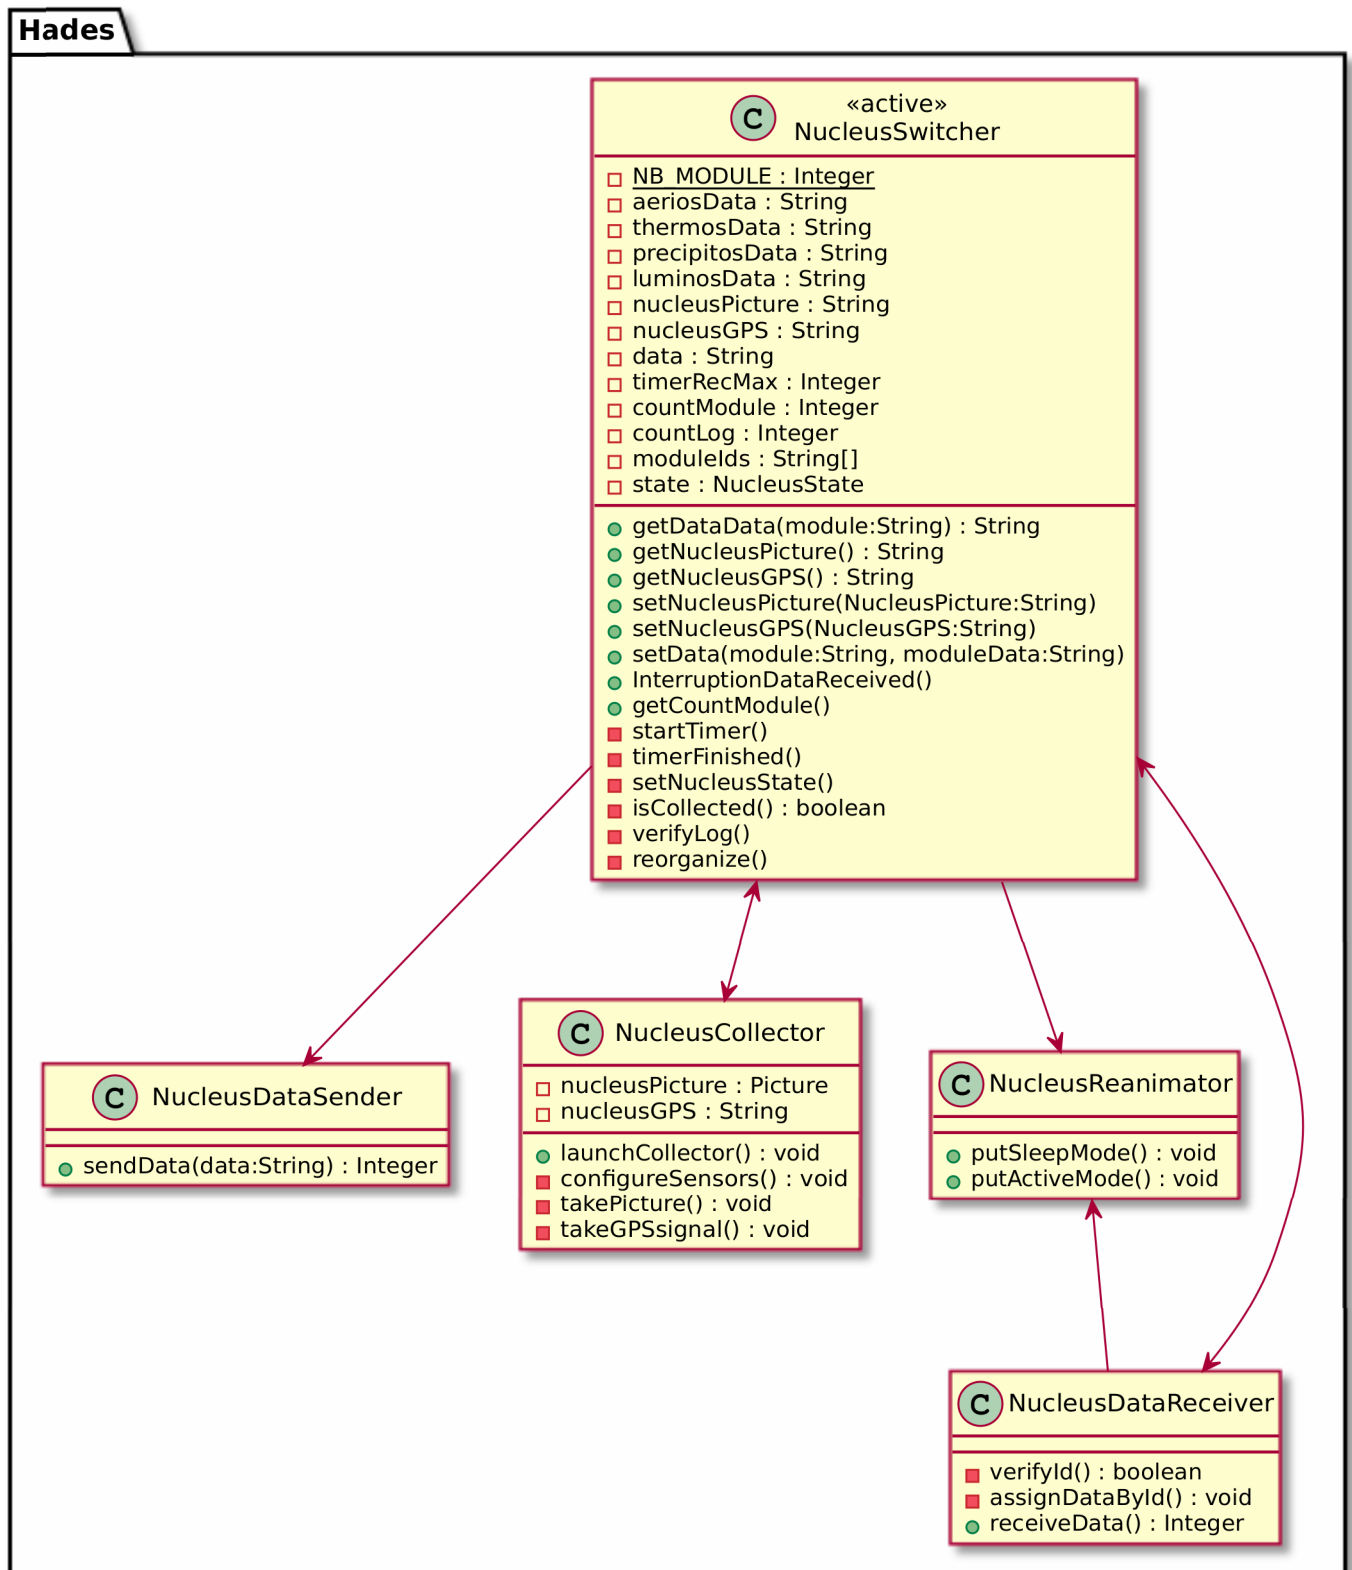 Hades
C
«active»
NucleusSwitcher
NB_MODULE : Integer
aeriosData : String
thermosData : String
precipitosData : String
luminosData : String
nucleusPicture : String
nucleusGPS : String
data : String
timerRecMax : Integer
countModule : Integer
countLog : Integer
moduleIds : String[]
state : NucleusState
getDataData(module:String) : String
getNucleusPicture() : String
getNucleusGPS() : String
setNucleusPicture(NucleusPicture:String)
setNucleusGPS(NucleusGPS:String)
setData(module:String, moduleData:String)
InterruptionDataReceived()
getCountModule()
startTimer()
timerFinished()
setNucleusState()
isCollected() : boolean
verifyLog()
reorganize()
C NucleusDataSender
sendData(data:String) : Integer
C NucleusCollector
nucleusPicture : Picture
nucleusGPS : String
launchCollector() : void
configureSensors() : void
takePicture() : void
takeGPSsignal() : void
C NucleusReanimator
putSleepMode() : void
putActiveMode() : void
C NucleusDataReceiver
verifyId() : boolean
assignDataById() : void
receiveData() : Integer